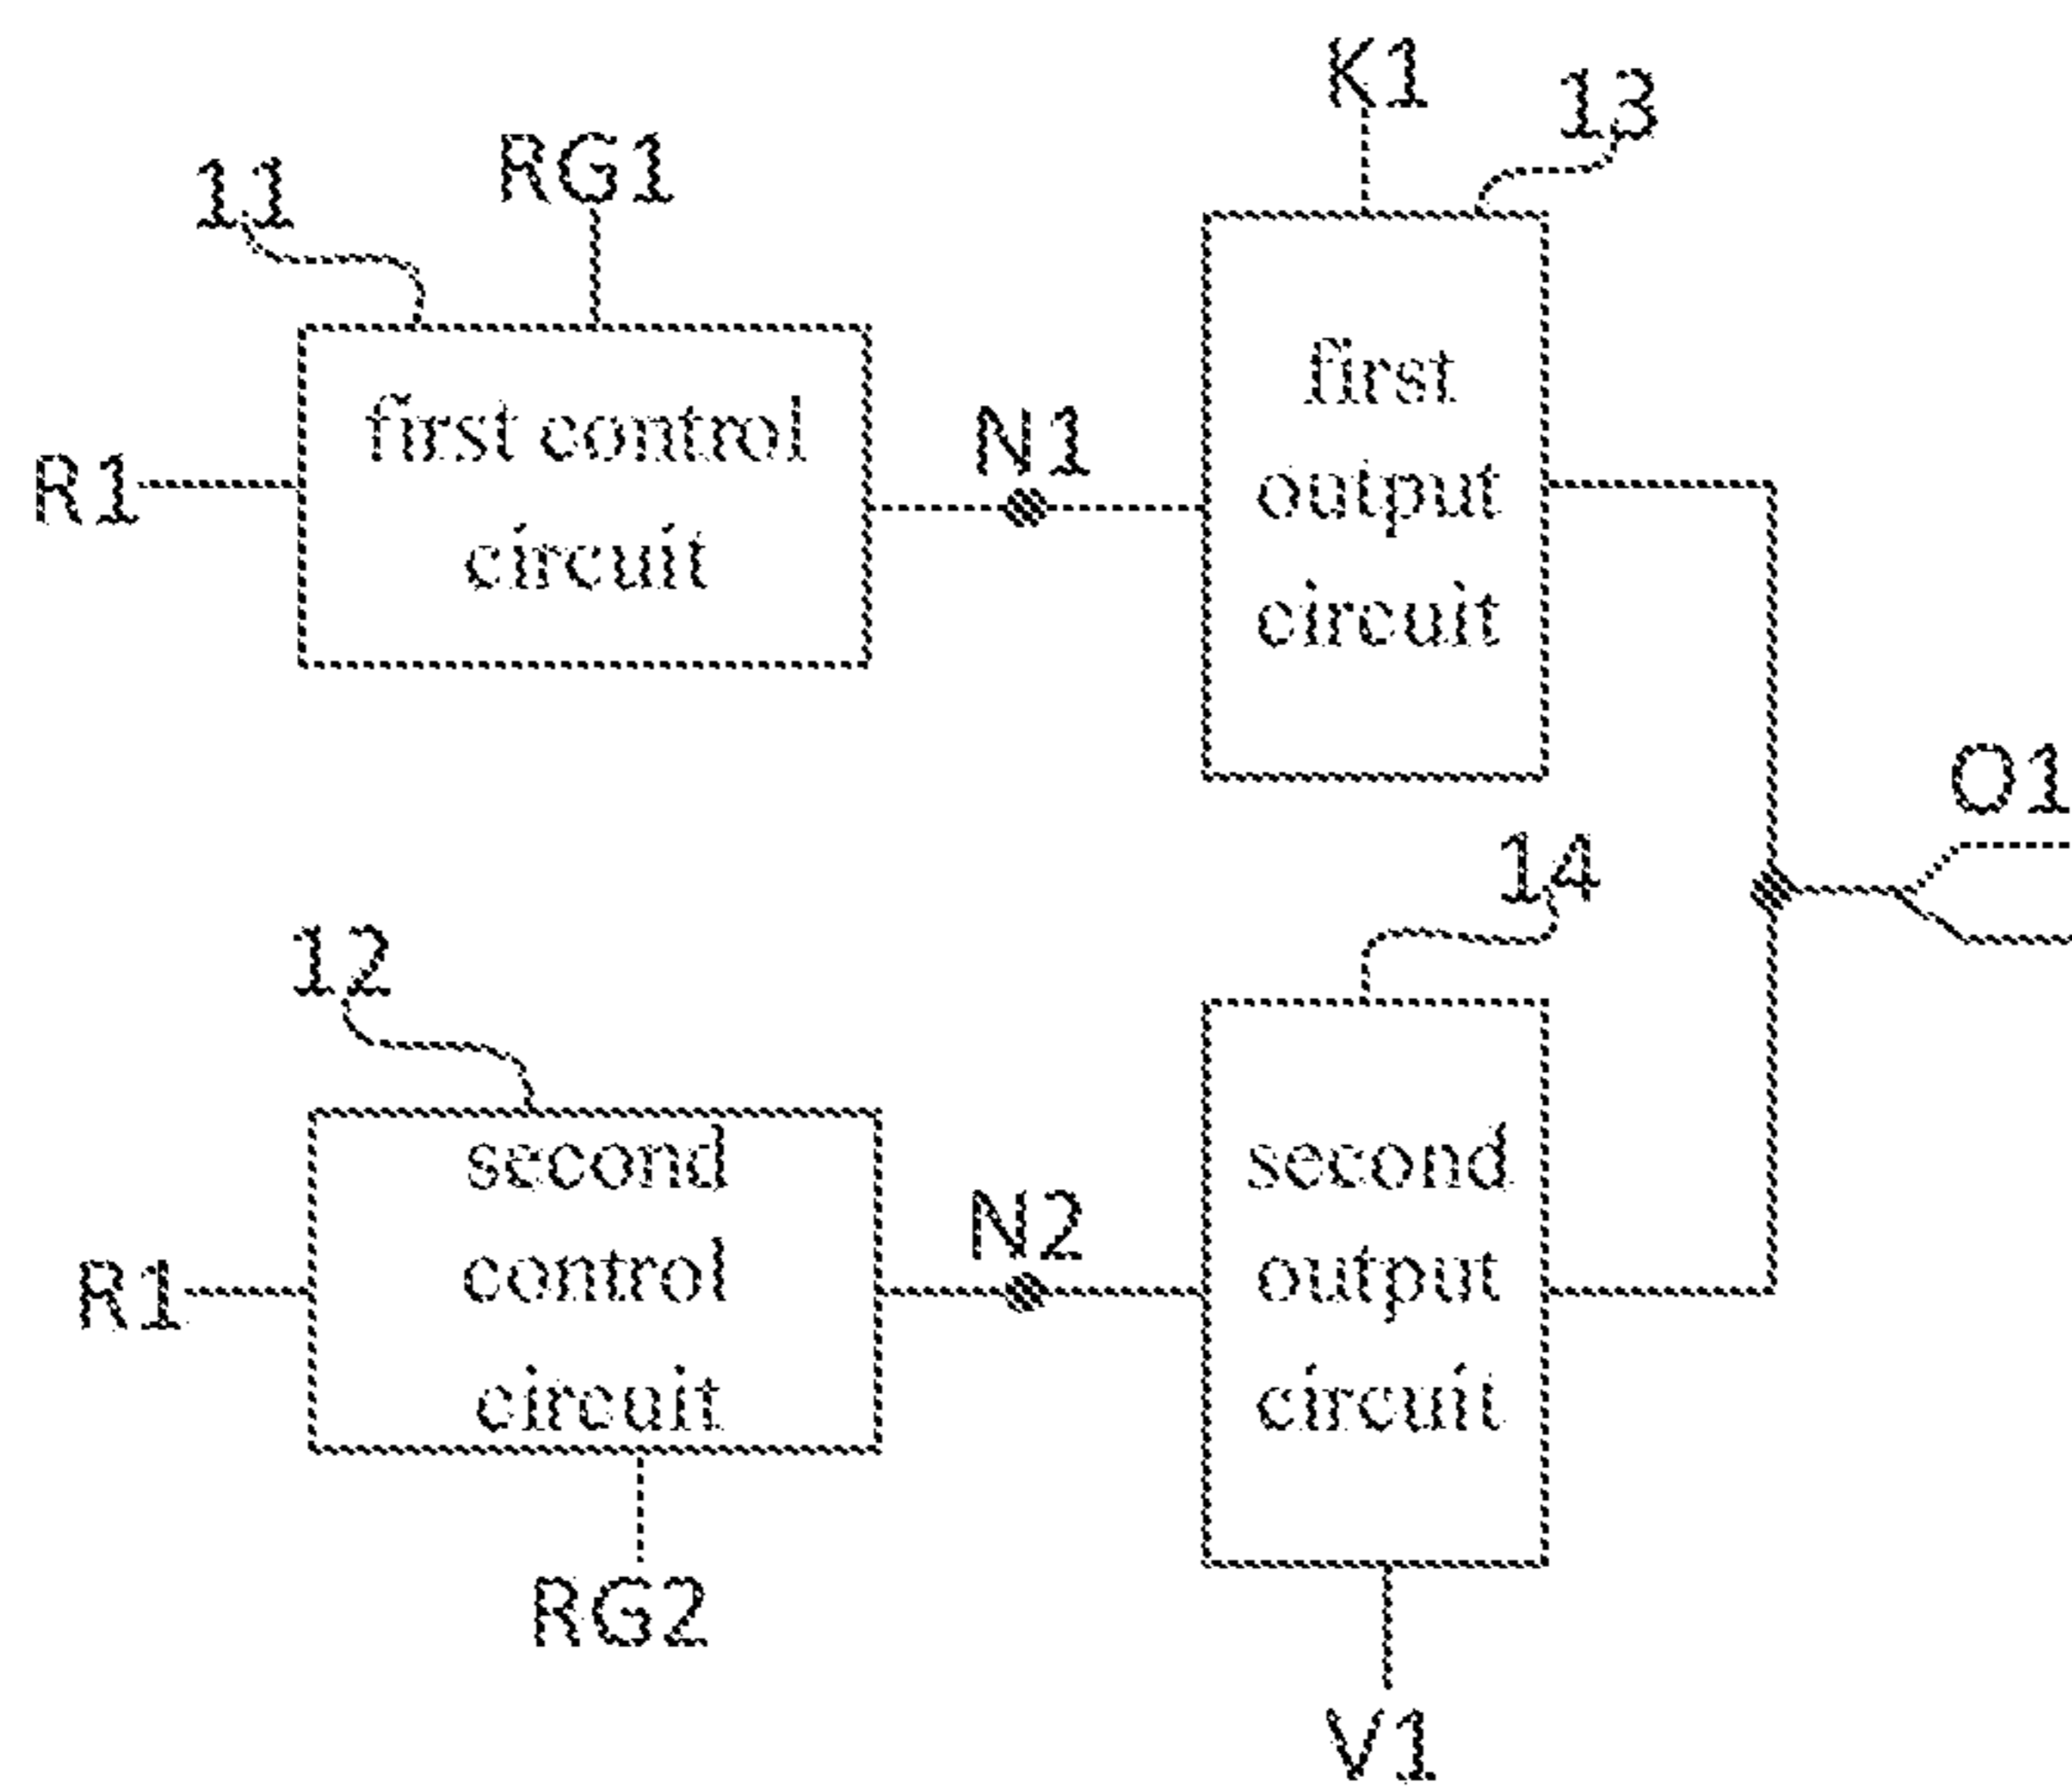 K1
13
RG1
11
first control
circuit
R1
N1
first
output
circuit
O1
14
12
second
control
circuit
R1
N2
second
output
circuit
RG2
V1